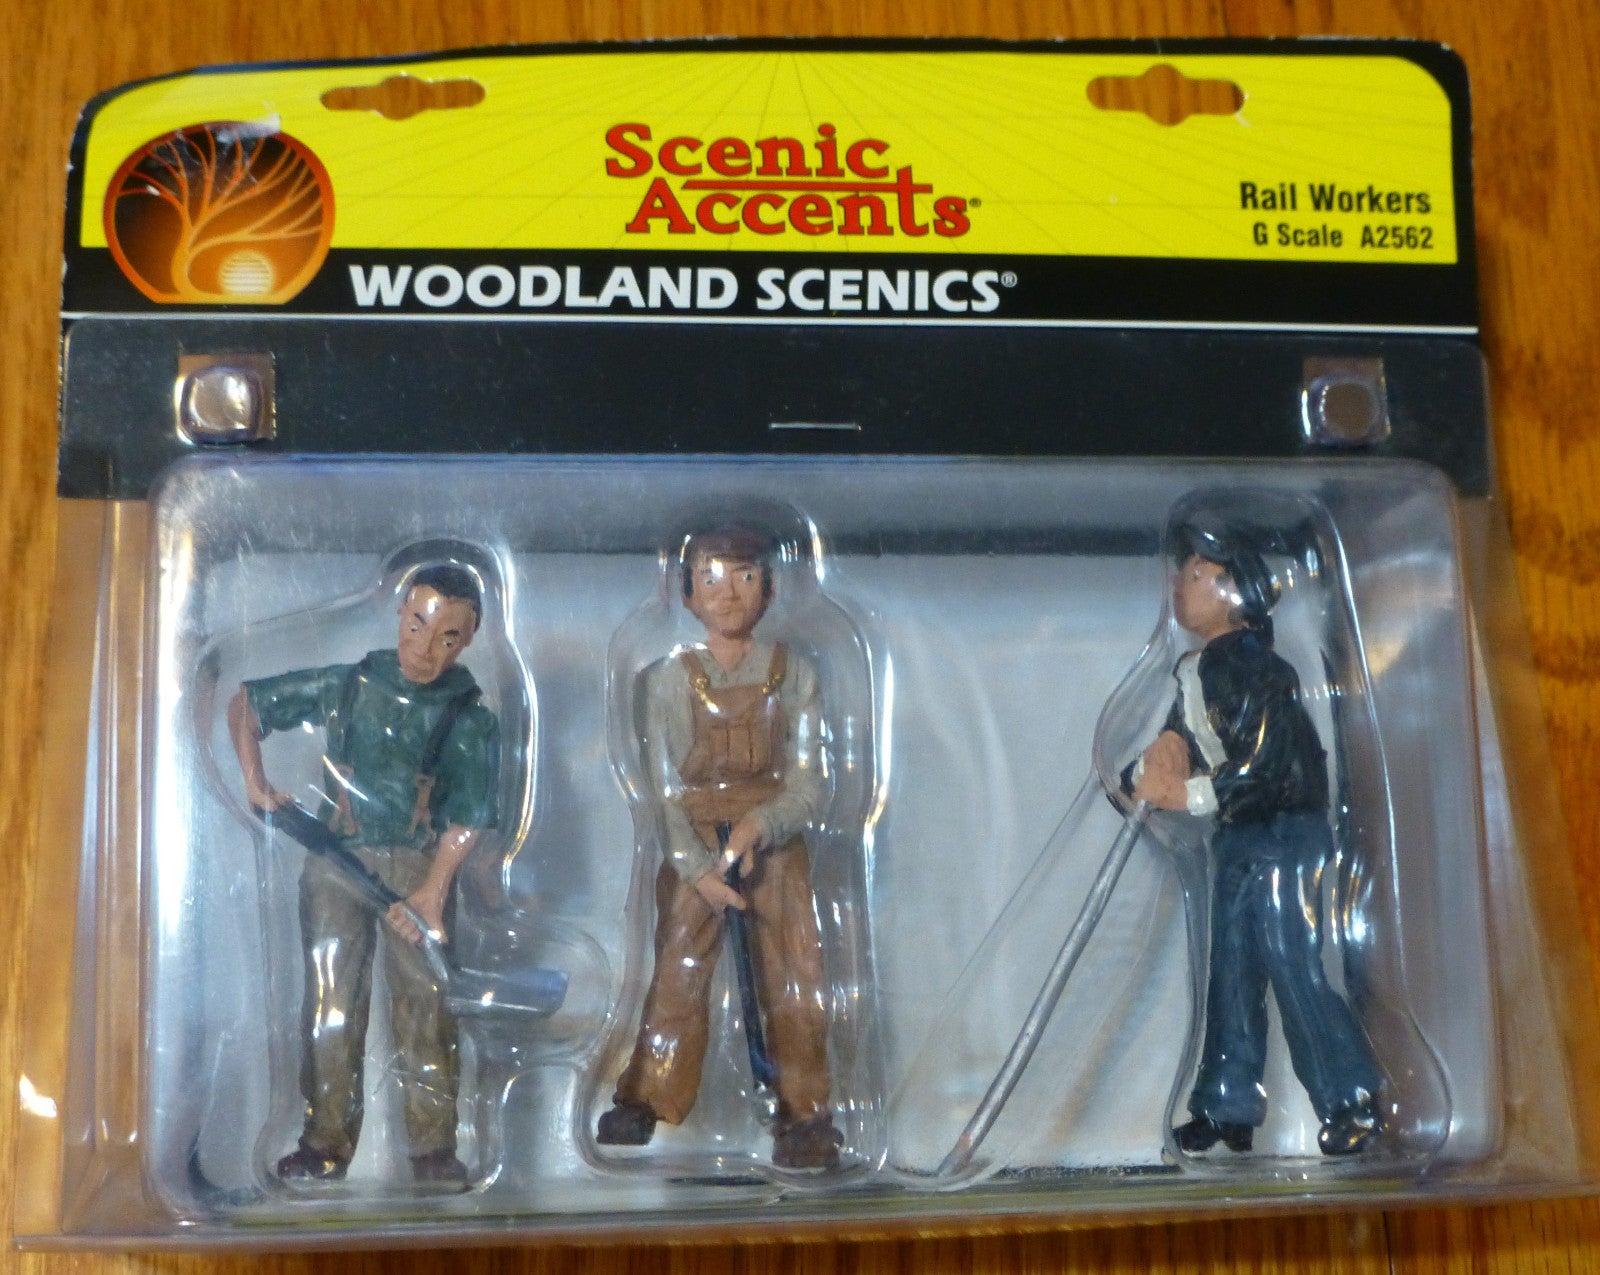 Scenic
Accents®
Rail Workers
G Scale A2562
WOODLAND SCENICS®